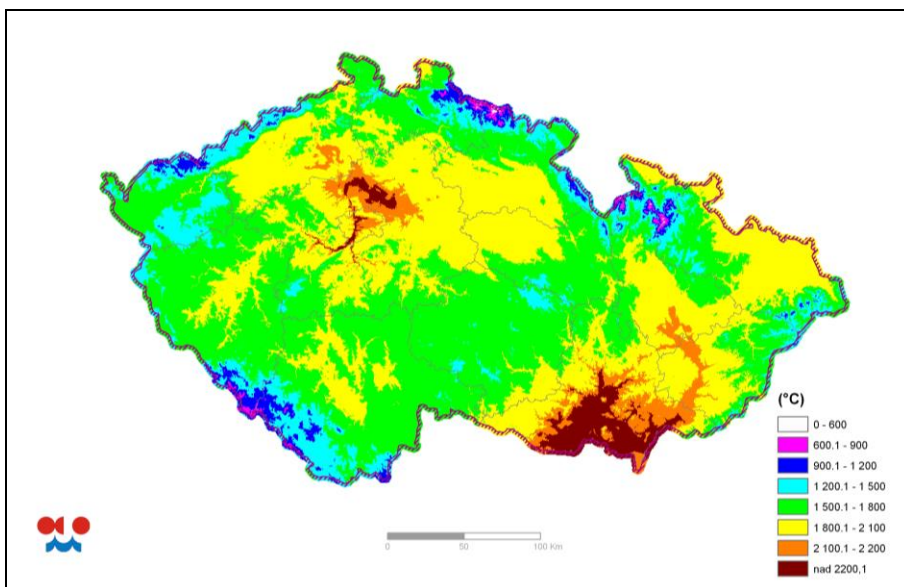 (°C)
0 - 600
600.1 - 900
900.1 - 1 200
1 200.1 - 1 500
1 500.1 - 1 800
1 800.1 - 2 100
2 100.1 - 2 200
nad 2200,1
0 50 100 Km